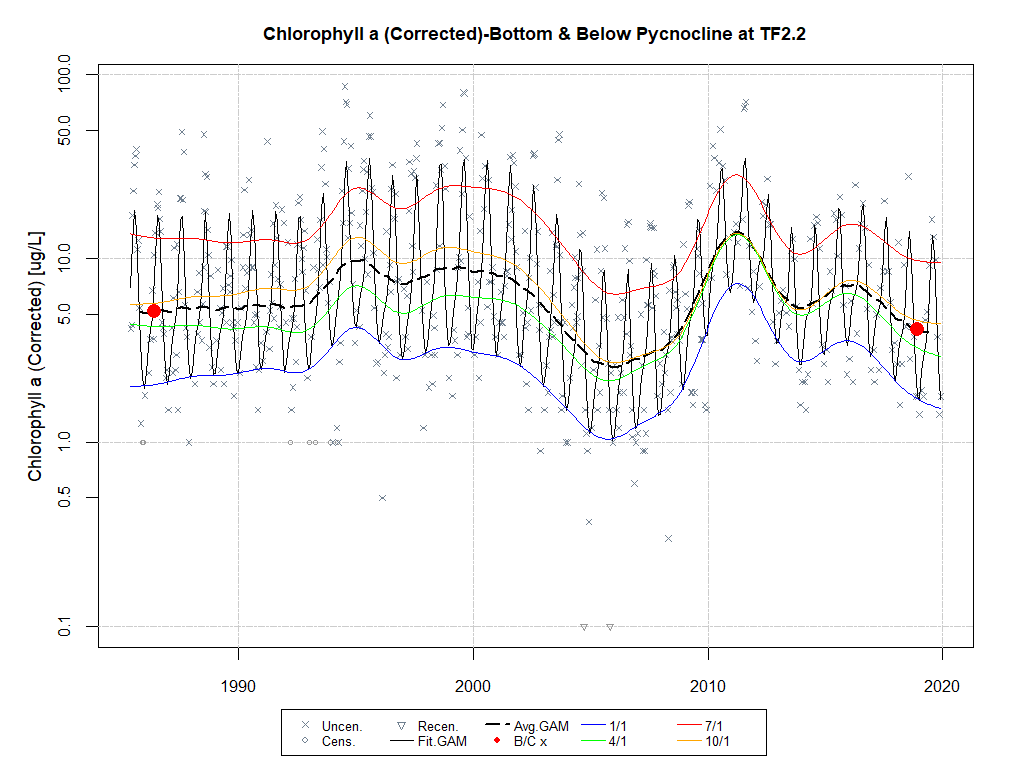 Chlorophyll a (Corrected)-Bottom & Below Pycnocline at TF2.2
Chlorophyll a (Corrected) [ug/L]
100.0
50.0
10.0
5.0
1.0
0.5
0.1
1990 2000 2010 2020
Uncen. Recen. Avg.GAM 1/1 7/1
Cens. Fit.GAM B/C x 4/1 10/1